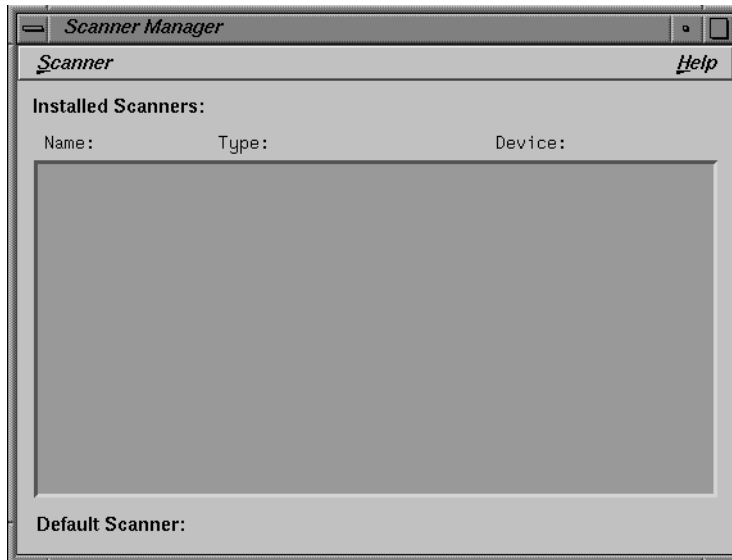 Scanner Manager
Scanner Help
Installed Scanners:
Name: Type: Device:
Default Scanner: